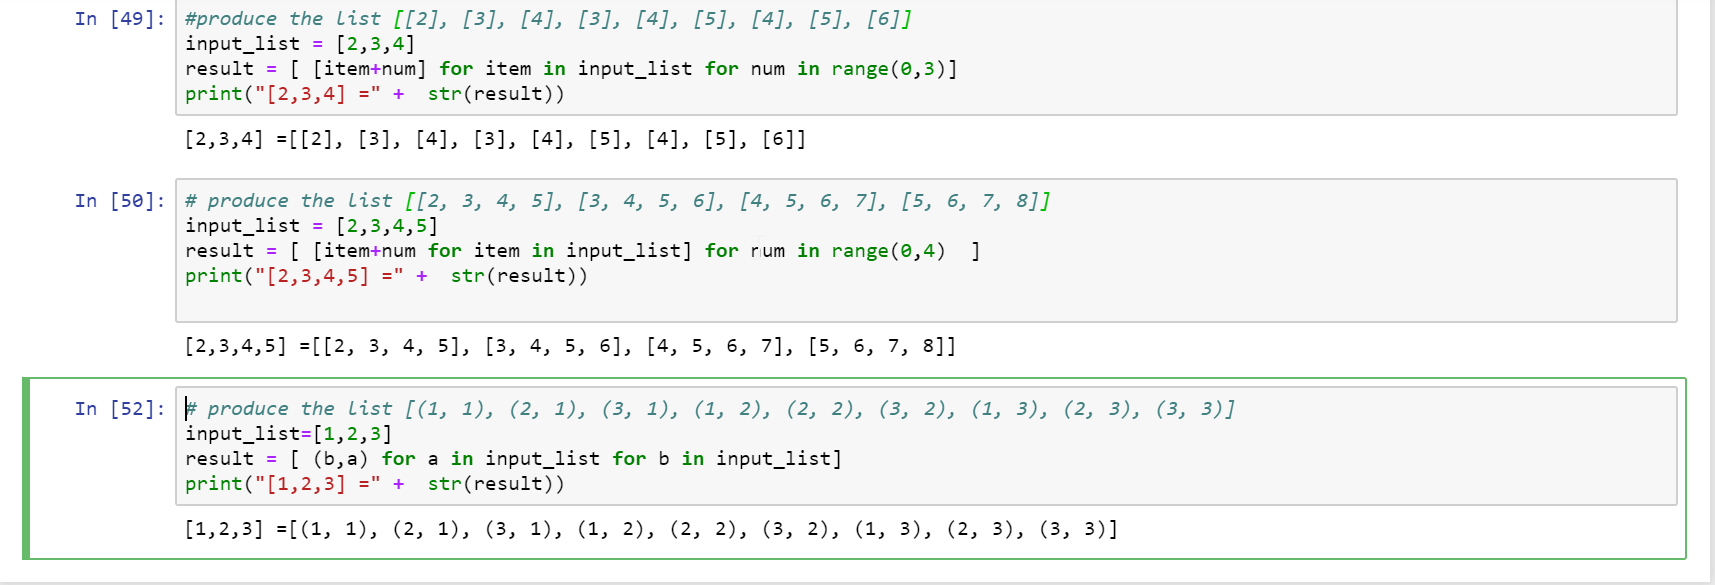 In [49]: #produce the list [[2], [3], [4], [3], [4], [5], [4], [5], [6]]
input_list = [2,3,4]
result = [ [item+num] for item in input_list for num in range(0,3)]
print("[2,3,4] =" +  str(result))
[2,3,4] =[[2], [3], [4], [3], [4], [5], [4], [5], [6]]
In [50]: # produce the list [[2, 3, 4, 5], [3, 4, 5, 6], [4, 5, 6, 7], [5, 6, 7, 8]]
input_list = [2,3,4,5]
result = [ [item+num for item in input_list] for num in range(0,4)  ]
print("[2,3,4,5] =" +  str(result))
[2,3,4,5] =[[2, 3, 4, 5], [3, 4, 5, 6], [4, 5, 6, 7], [5, 6, 7, 8]]
In [52]: # produce the list [(1, 1), (2, 1), (3, 1), (1, 2), (2, 2), (3, 2), (1, 3), (2, 3), (3, 3)]
input_list=[1,2,3]
result = [ (b,a) for a in input_list for b in input_list]
print("[1,2,3] =" +  str(result))
[1,2,3] =[(1, 1), (2, 1), (3, 1), (1, 2), (2, 2), (3, 2), (1, 3), (2, 3), (3, 3)]